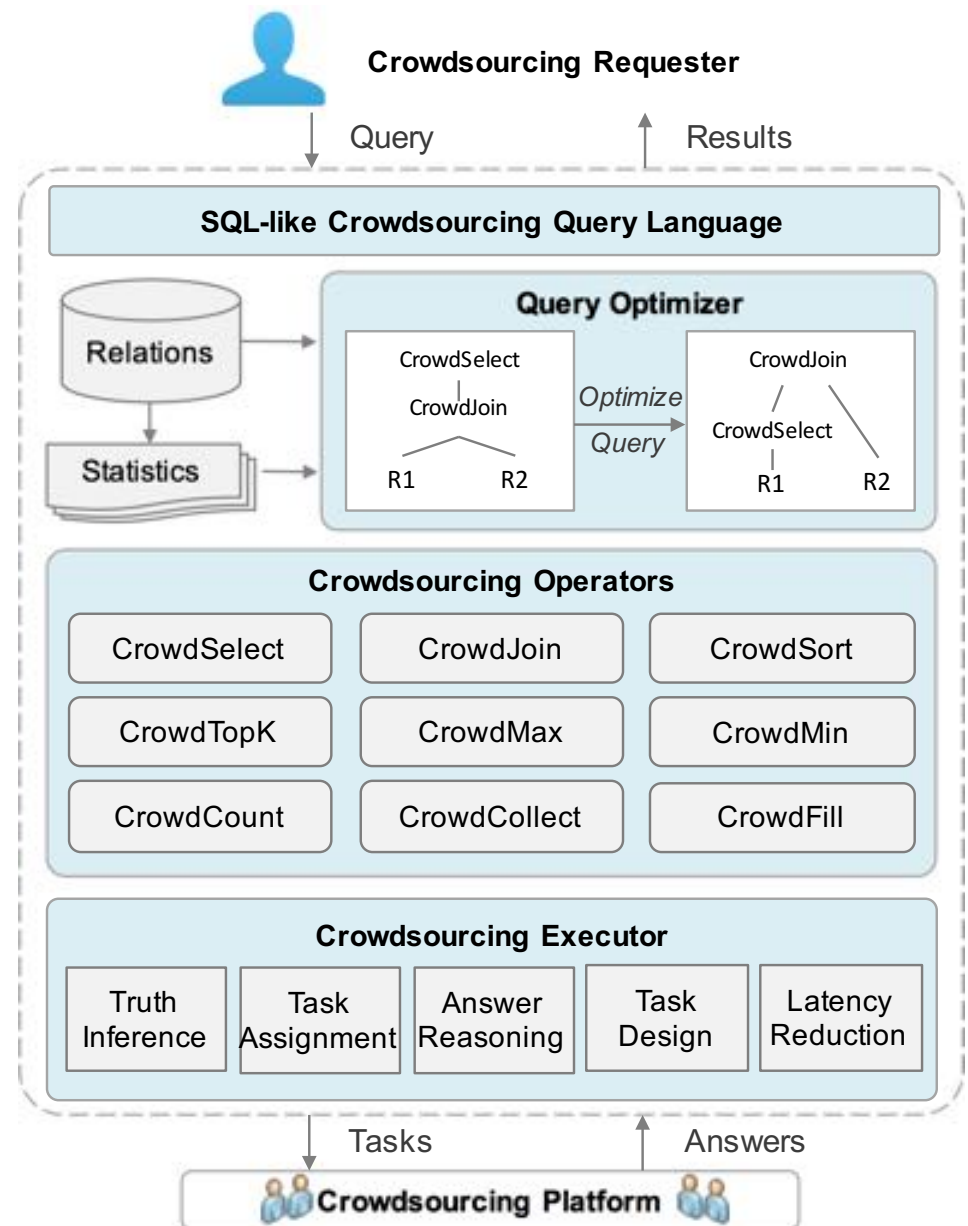 Crowdsourcing Requester
Query
Results
SQL-like Crowdsourcing Query Language
Relations
Statistics
Query Optimizer
CrowdSelect
CrowdJoin
R1
R2
Optimize
Query
CrowdJoin
CrowdSelect
R1
R2
Crowdsourcing Operators
CrowdSelect
CrowdJoin
CrowdSort
CrowdTopK
CrowdMax
CrowdMin
CrowdCount
CrowdCollect
CrowdFill
Crowdsourcing Executor
Truth
Inference
Task
Assignment
Answer
Reasoning
Task
Design
Latency
Reduction
Tasks
Answers
Crowdsourcing Platform